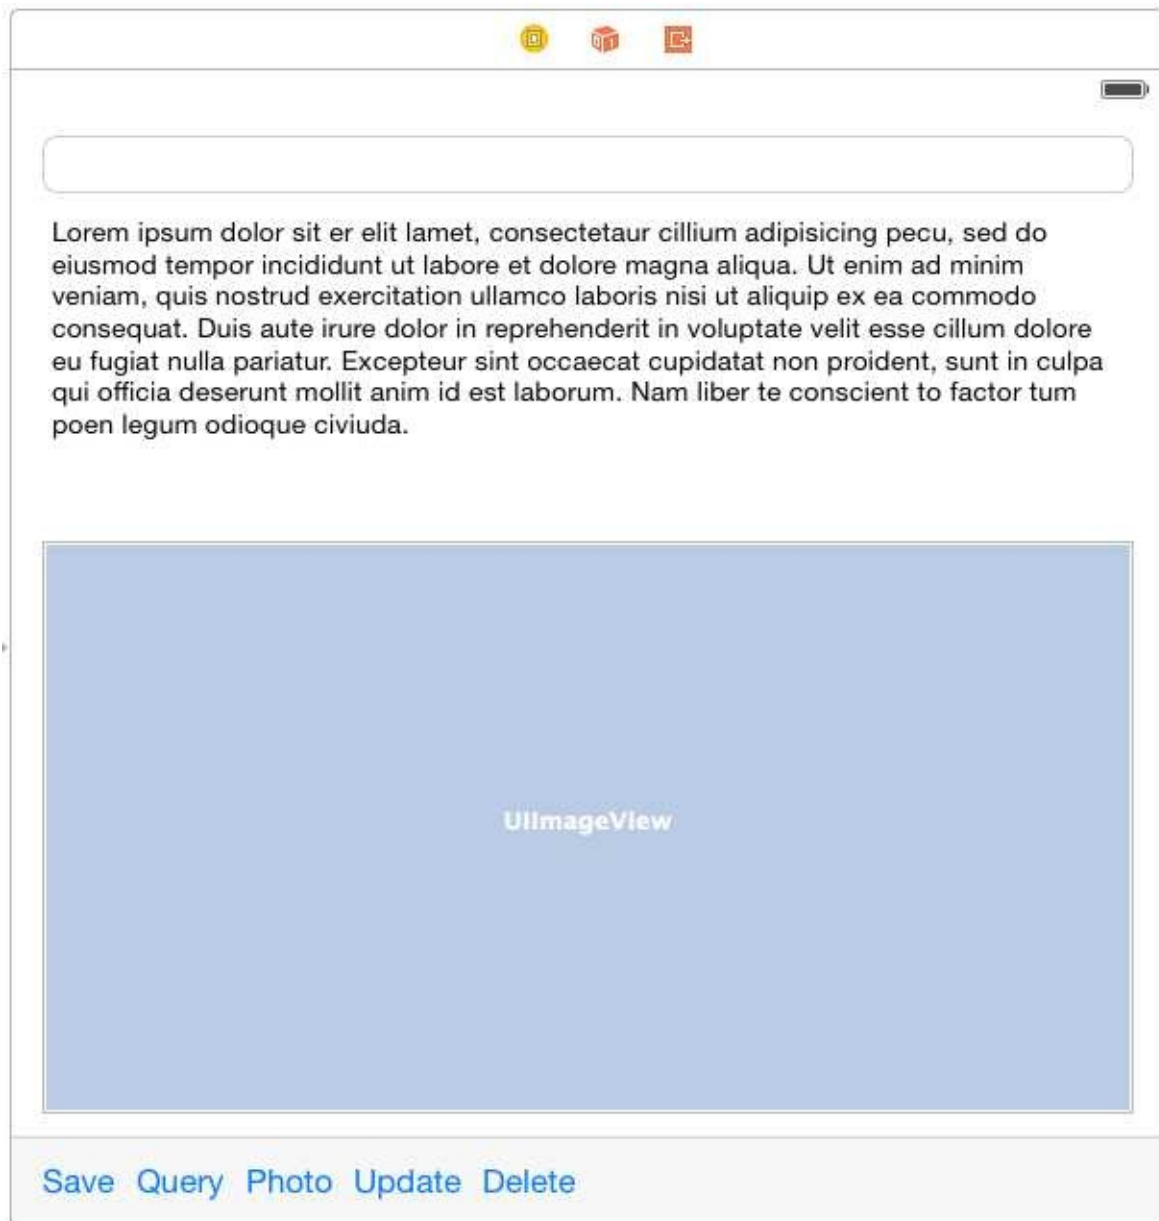 Lorem ipsum dolor sit er elit lamet, consectetaur cillium adipisicing pecu, sed do
eiusmod tempor incididunt ut labore et dolore magna aliqua. Ut enim ad minim
veniam, quis nostrud exercitation ullamco laboris nisi ut aliquip ex ea commodo
consequat. Duis aute irure dolor in reprehenderit in voluptate velit esse cillum dolore
eu fugiat nulla pariatur. Excepteur sint occaecat cupidatat non proident, sunt in culpa
qui officia deserunt mollit anim id est laborum. Nam liber te conscient to factor tum
poen legum odioque civiuda.
UIImageView
Save Query Photo Update Delete